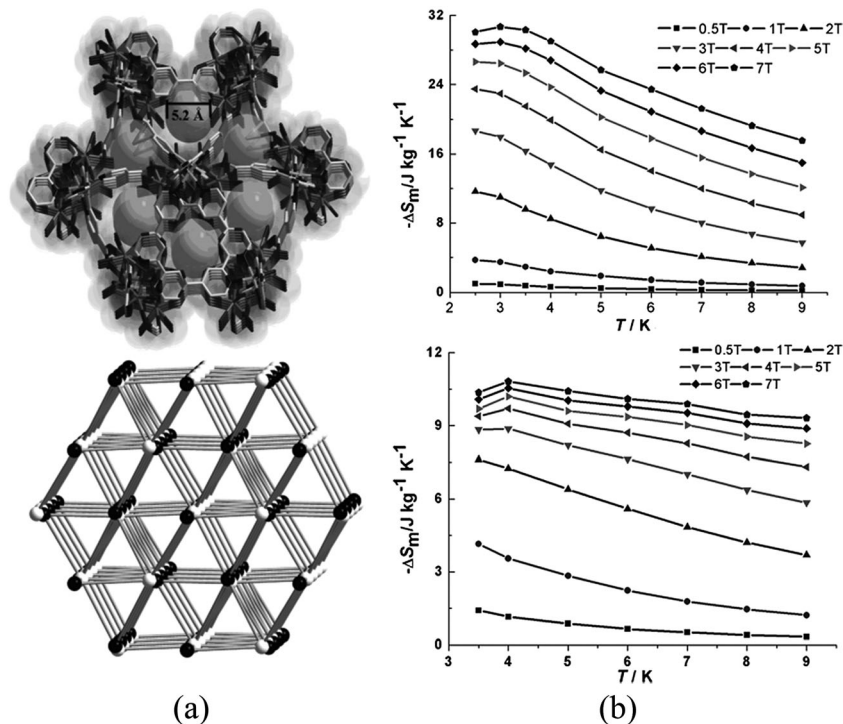 5.2 Å
32
24
16
8
0
-ΔSm/J kg-1 K-1
0.5T 1T 2T
3T 4T 5T
6T 7T
2 3 4 5 6 7 8 9
T / K
12
9
6
3
0
-ΔSm/J kg-1 K-1
0.5T 1T 2T
3T 4T 5T
6T 7T
3 4 5 6 7 8 9
T / K
(a) (b)